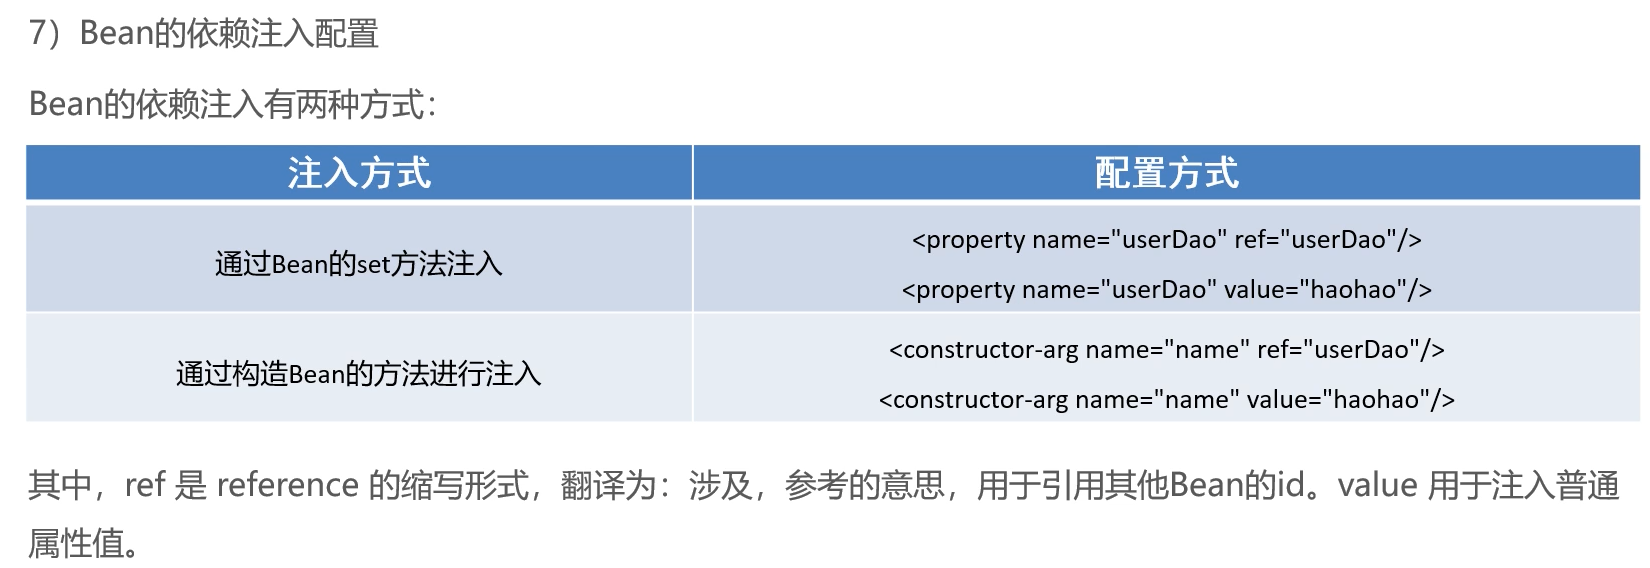 7）Bean的依赖注入配置
Bean的依赖注入有两种方式：
注入方式 配置方式
通过Bean的set方法注入
<property name="userDao" ref="userDao"/>
<property name="userDao" value="haohao"/>
通过构造Bean的方法进行注入
<constructor-arg name="name" ref="userDao"/>
<constructor-arg name="name" value="haohao"/>
其中，ref 是 reference 的缩写形式，翻译为：涉及，参考的意思，用于引用其他Bean的id。value 用于注入普通
属性值。